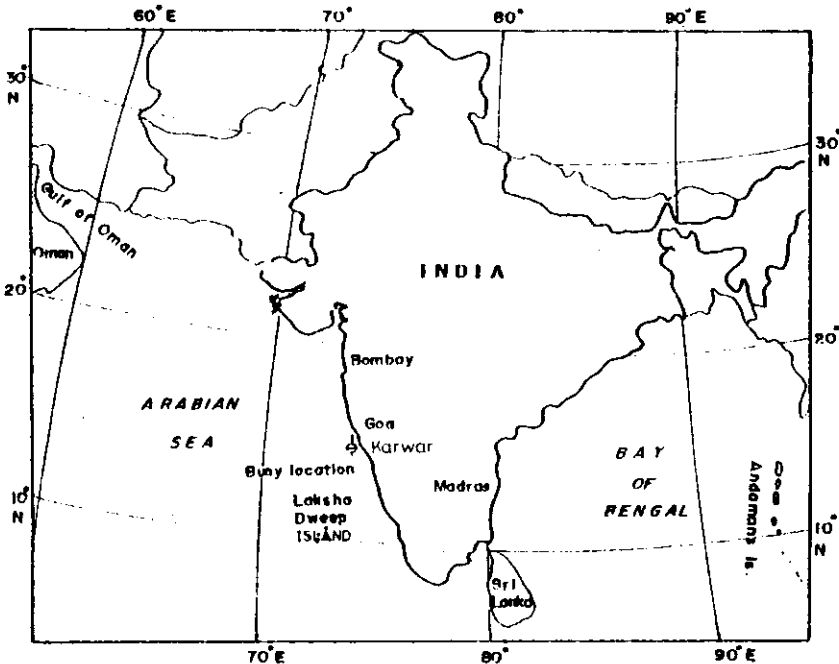 60°E
70°
80°
90°E
30°
N
30°
N
Gulf of Oman
Oman
INDIA
20°
20°
N
Bombay
ARABIAN
SEA
Goa
Karwar
Buoy location
Laksha
Dweep
ISLAND
Madras
BAY
OF
BENGAL
Andamans Is.
10°
N
10°
N
Sri
Lanka
70°E
80°
90°E